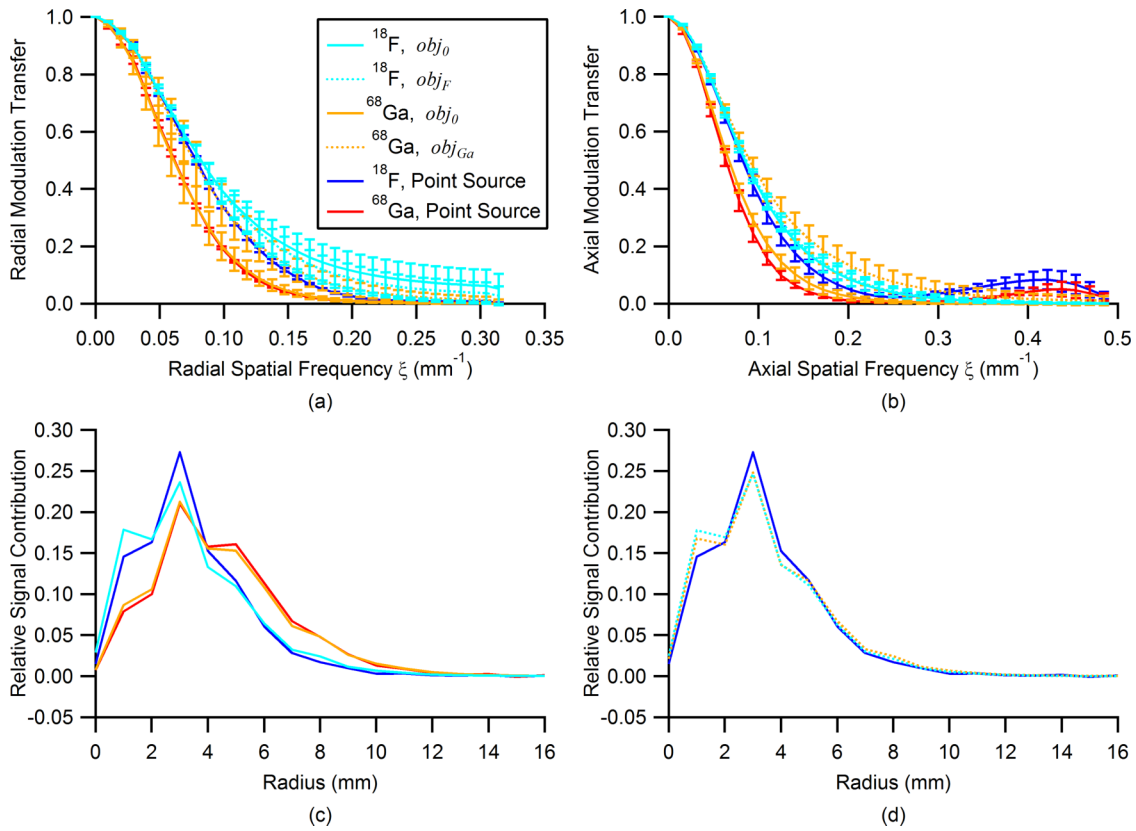 1.0
0.8
0.6
0.4
0.2
0.0
Radial Modulation Transfer
0.00 0.05 0.10 0.15 0.20 0.25 0.30 0.35
Radial Spatial Frequency ξ (mm⁻¹)
(a)
¹⁸F, obj₀
¹⁸F, obj_F
⁶⁸Ga, obj₀
⁶⁸Ga, obj_Ga
¹⁸F, Point Source
⁶⁸Ga, Point Source
1.0
0.8
0.6
0.4
0.2
0.0
Axial Modulation Transfer
0.0 0.1 0.2 0.3 0.4 0.5
Axial Spatial Frequency ξ (mm⁻¹)
(b)
0.30
0.25
0.20
0.15
0.10
0.05
0.00
-0.05
Relative Signal Contribution
0 2 4 6 8 10 12 14 16
Radius (mm)
(c)
0.30
0.25
0.20
0.15
0.10
0.05
0.00
-0.05
Relative Signal Contribution
0 2 4 6 8 10 12 14 16
Radius (mm)
(d)